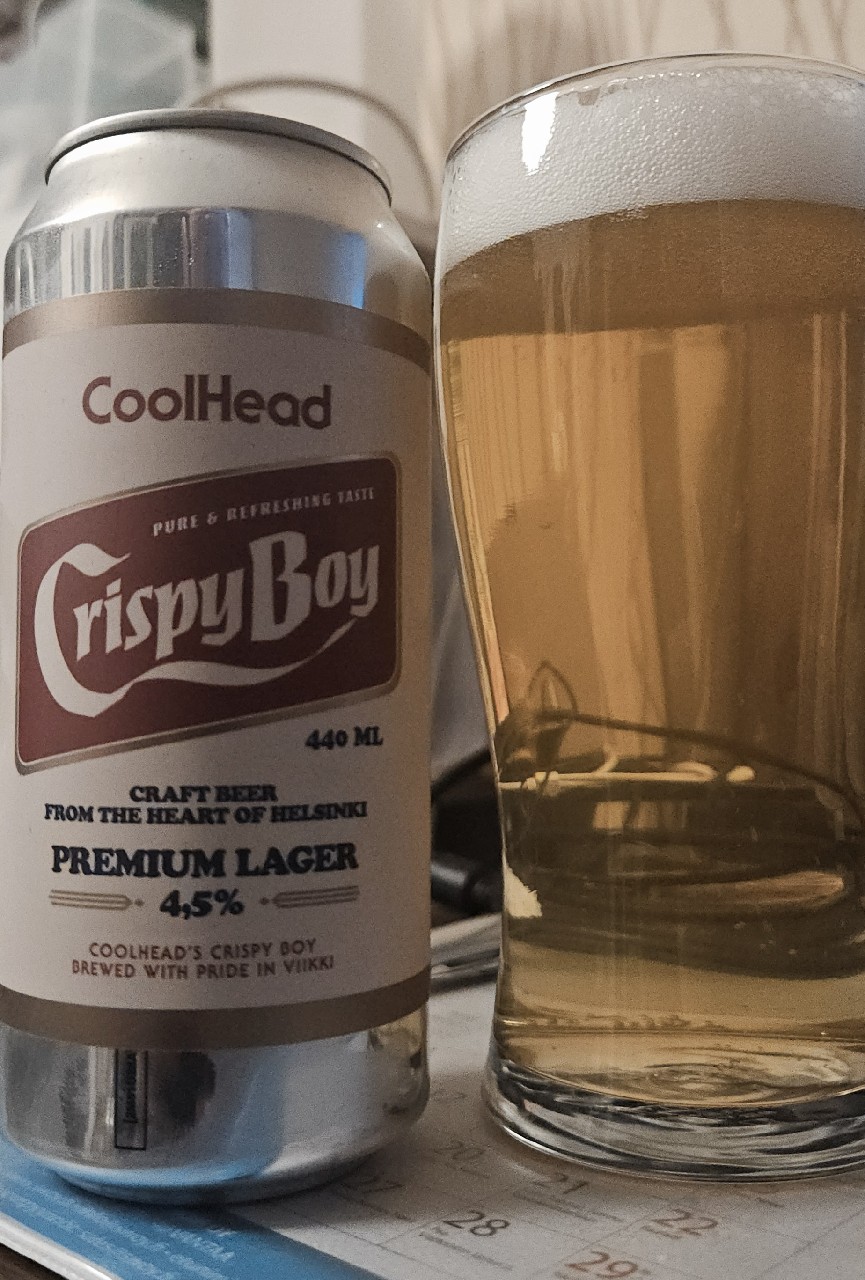 CoolHead
PURE & REFRESHING TASTE
CrispyBoy
440 ML
CRAFT BEER
FROM THE HEART OF HELSINKI
PREMIUM LAGER
4,5%
COOLHEAD'S CRISPY BOY
BREWED WITH PRIDE IN VIIKKI
20 21
27 28 22
29